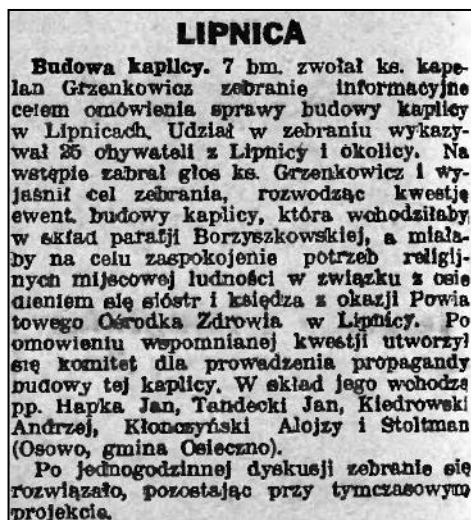 LIPNICA
Budowa kaplicy. 7 bm. zwołał ks. kape-
lan Grzenkowicz zebranie informacyjne
celem omówienia sprawy budowy kaplicy
w Lipnicach. Udział w zebraniu wykazy-
wał 25 obywateli z Lipnicy i okolicy. Na
wstępie zabrał głos ks. Grzenkowicz i wy-
jaśnił cel zebrania, rozwodząc kwestję
ewent. budowy kaplicy, która wchodziłaby
w skład parafji Borzyszkowskiej, a miała-
by na celu zaspokojenie potrzeb religij-
nych mijscowej ludności w związku z osie
dleniem się sióstr i księdza z okazji Powia
towego Ośrodka Zdrowia w Lipnicy. Po
omówieniu wspomnianej kwestji utworzył
się komitet dla prowadzenia propagandy
budowy tej kaplicy. W skład jego wchodzą
pp. Hapka Jan, Tandecki Jan, Kiedrowski
Andrzej, Kłonczyński Alojzy i Stoltman
(Osowo, gmina Osieczno).
Po jednogodzinnej dyskusji zebranie się
rozwiązało, pozostając przy tymczasowym
projekcie.